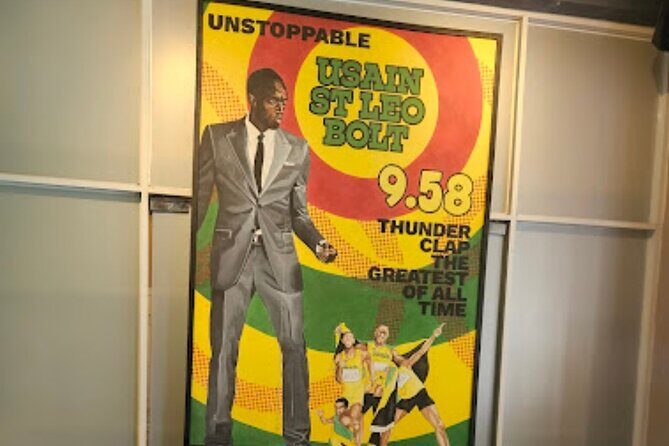 UNSTOPPABLE
USAIN
ST LEO
BOLT
9.58
THUNDER
CLAP
THE
GREATEST
OF ALL
TIME